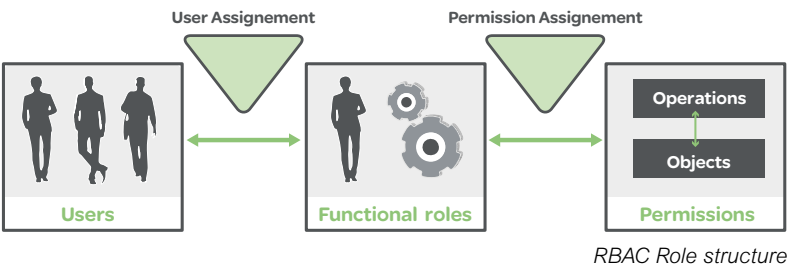 User Assignement
Permission Assignement
Operations
Objects
Users
Functional roles
Permissions
RBAC Role structure